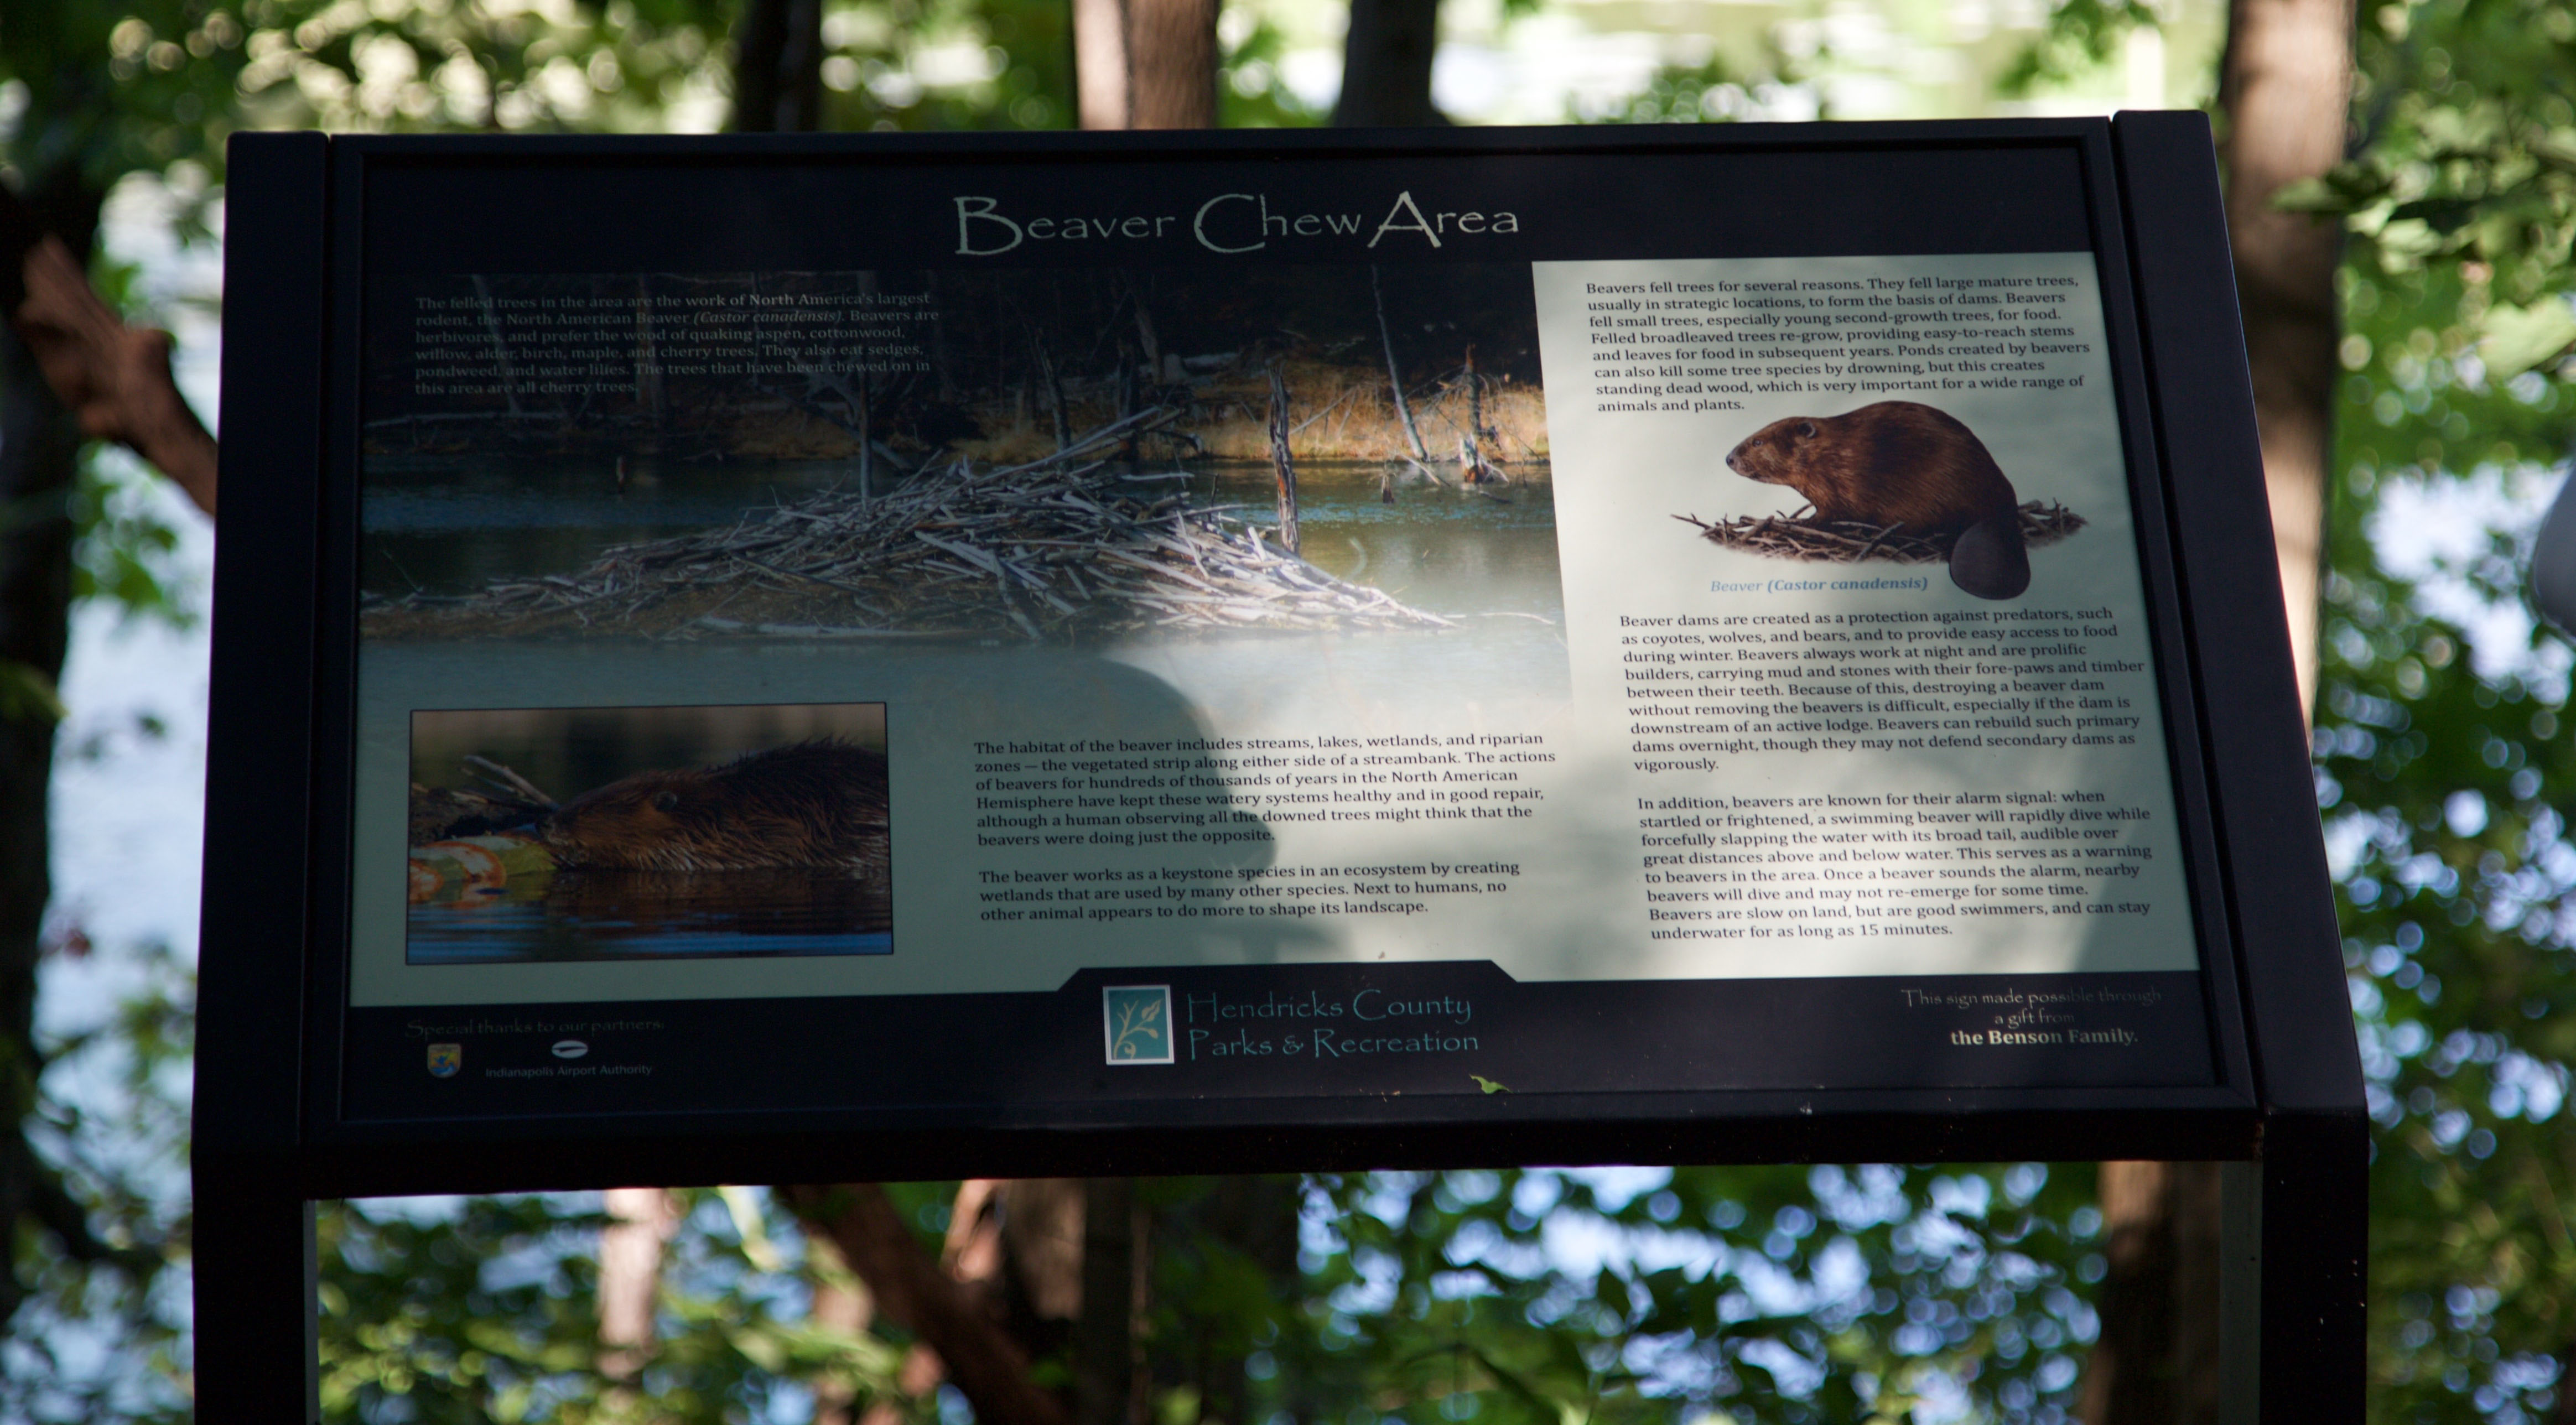 Beaver Chew Area
The felled trees in the area are the work of North America's largest
rodent, the North American Beaver (Castor canadensis). Beavers are
herbivores, and prefer the wood of quaking aspen, cottonwood,
willow, alder, birch, maple, and cherry trees. They also eat sedges,
pondweed, and water lilies. The trees that have been chewed on in
this area are all cherry trees.
The habitat of the beaver includes streams, lakes, wetlands, and riparian
zones — the vegetated strip along either side of a streambank. The actions
of beavers for hundreds of thousands of years in the North American
Hemisphere have kept these watery systems healthy and in good repair,
although a human observing all the downed trees might think that the
beavers were doing just the opposite.
The beaver works as a keystone species in an ecosystem by creating
wetlands that are used by many other species. Next to humans, no
other animal appears to do more to shape its landscape.
Beavers fell trees for several reasons. They fell large mature trees,
usually in strategic locations, to form the basis of dams. Beavers
fell small trees, especially young second-growth trees, for food.
Felled broadleaved trees re-grow, providing easy-to-reach stems
and leaves for food in subsequent years. Ponds created by beavers
can also kill some tree species by drowning, but this creates
standing dead wood, which is very important for a wide range of
animals and plants.
Beaver (Castor canadensis)
Beaver dams are created as a protection against predators, such
as coyotes, wolves, and bears, and to provide easy access to food
during winter. Beavers always work at night and are prolific
builders, carrying mud and stones with their fore-paws and timber
between their teeth. Because of this, destroying a beaver dam
without removing the beavers is difficult, especially if the dam is
downstream of an active lodge. Beavers can rebuild such primary
dams overnight, though they may not defend secondary dams as
vigorously.
In addition, beavers are known for their alarm signal: when
startled or frightened, a swimming beaver will rapidly dive while
forcefully slapping the water with its broad tail, audible over
great distances above and below water. This serves as a warning
to beavers in the area. Once a beaver sounds the alarm, nearby
beavers will dive and may not re-emerge for some time.
Beavers are slow on land, but are good swimmers, and can stay
underwater for as long as 15 minutes.
Special thanks to our partners:
Indianapolis Airport Authority
Hendricks County
Parks & Recreation
This sign made possible through
a gift from
the Benson Family.